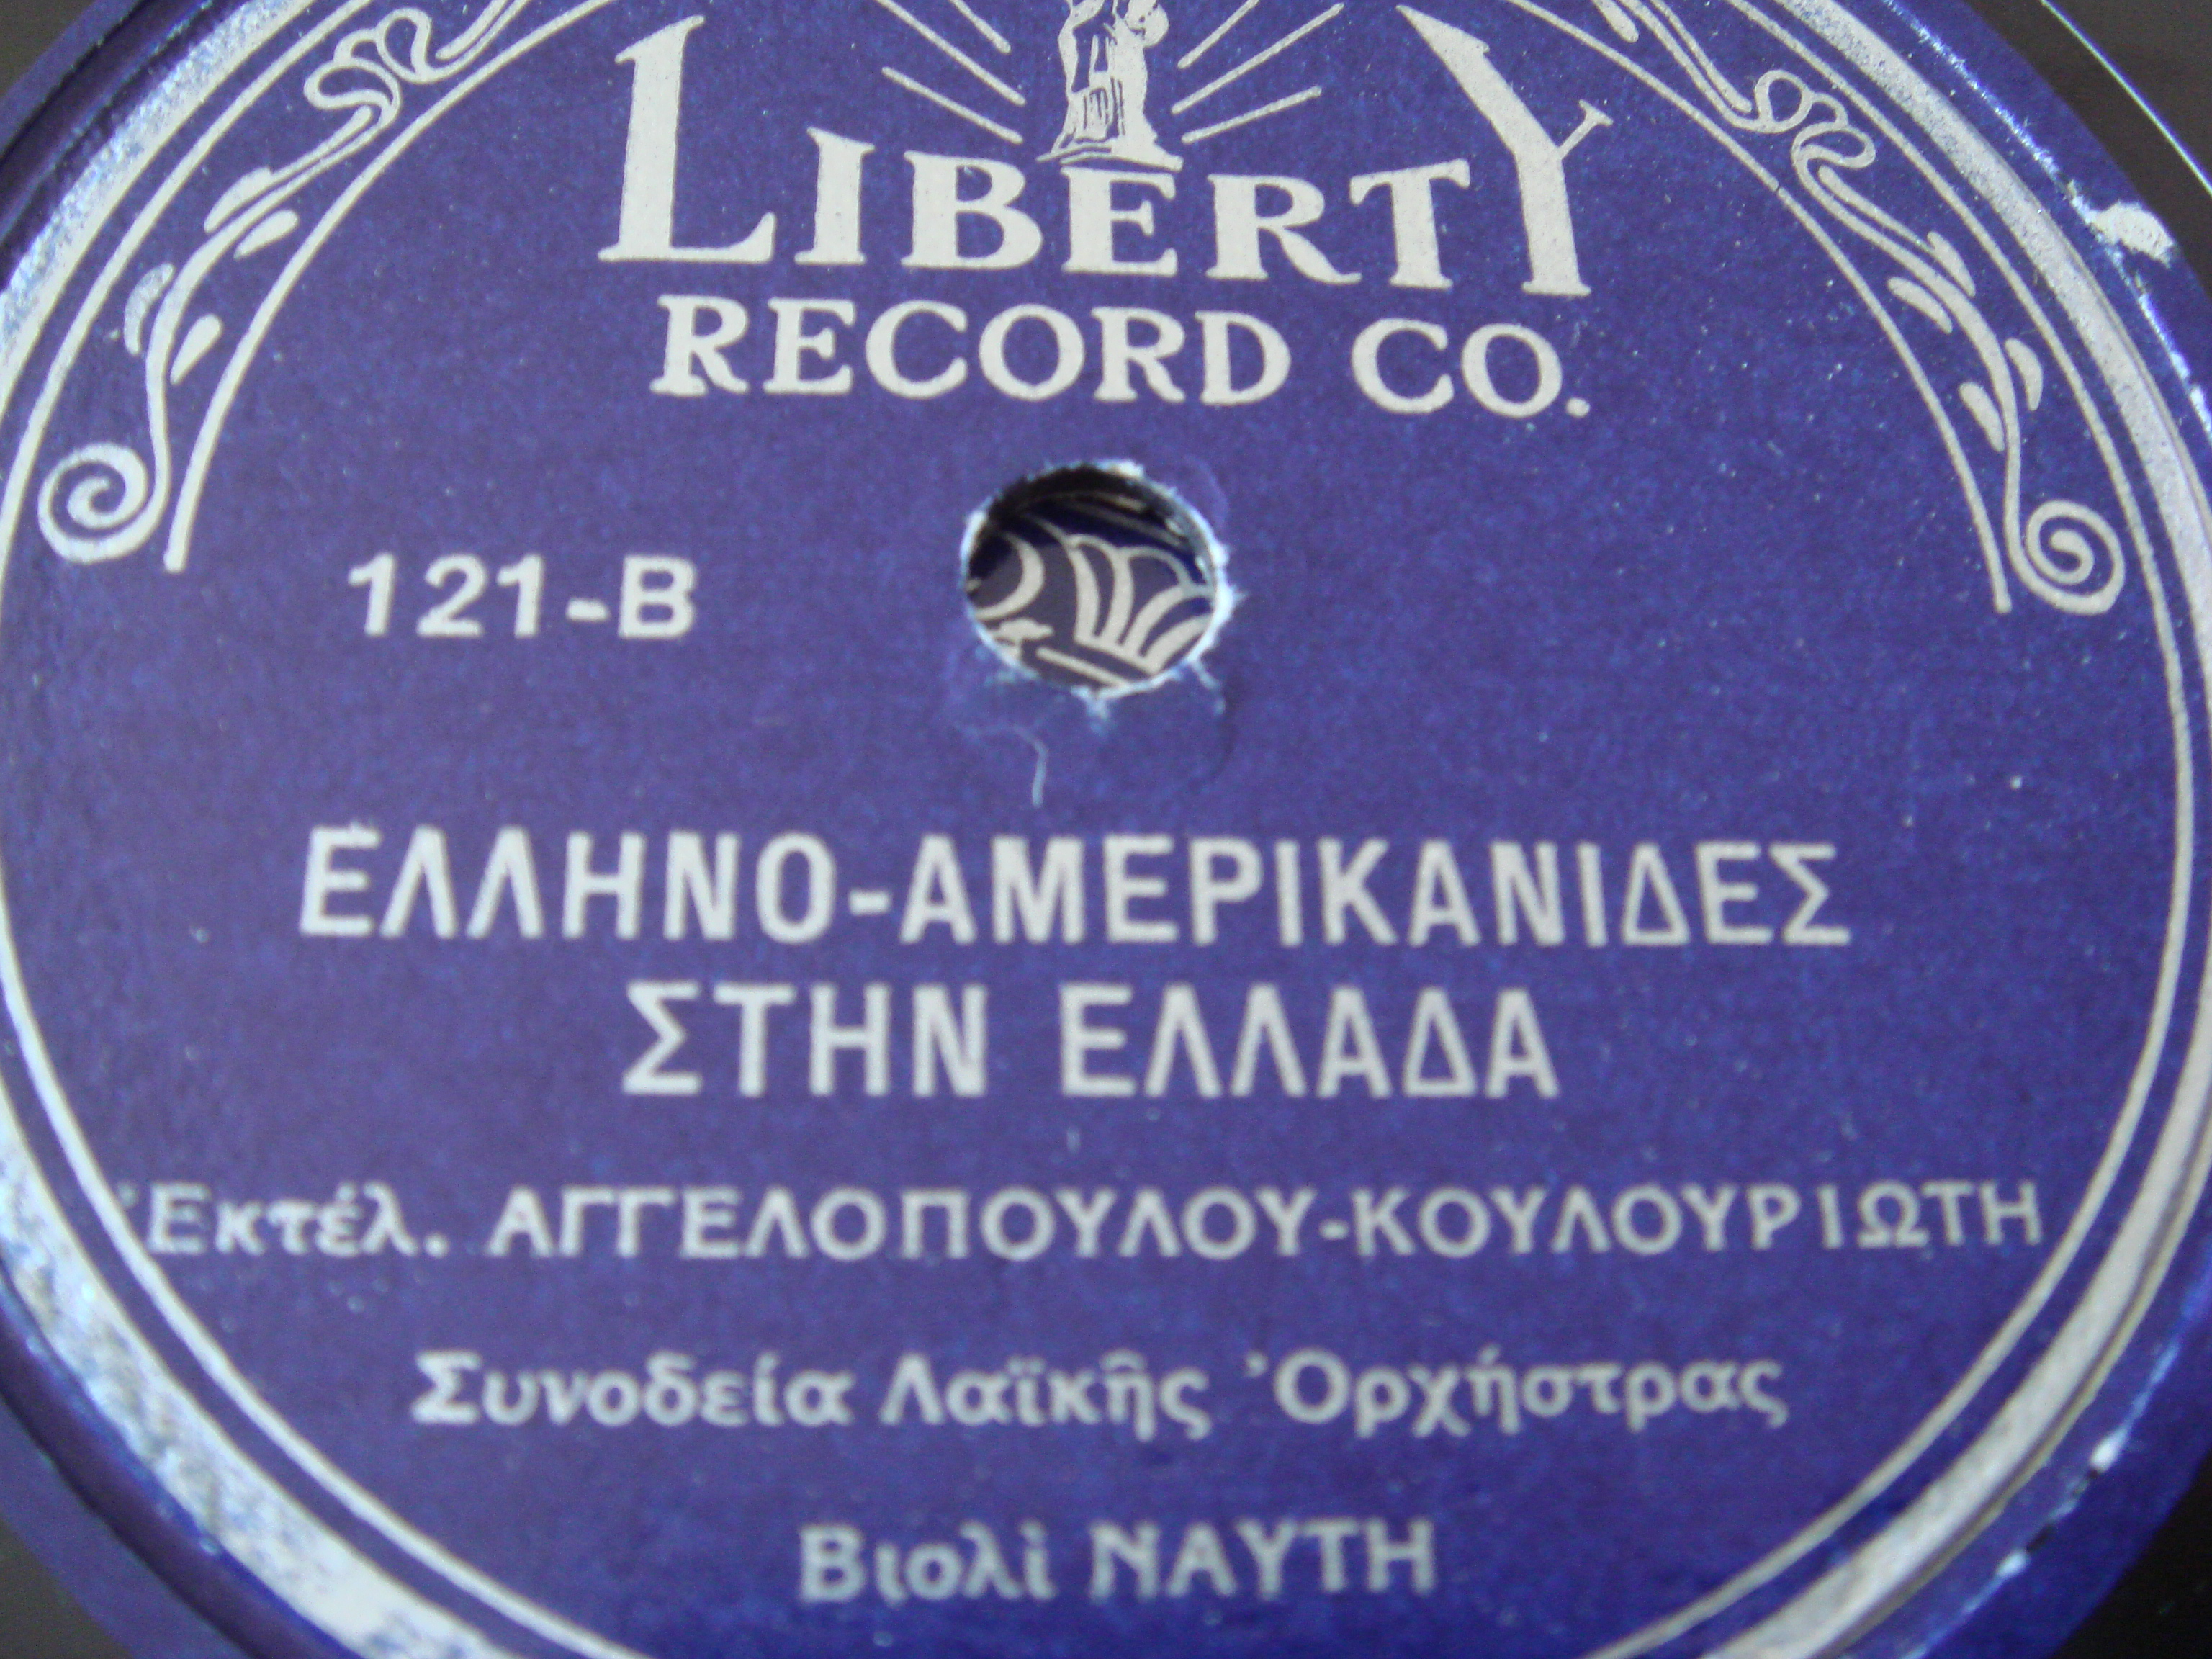 LIBERTY
RECORD CO.
121-B
ΕΛΛΗΝΟ-ΑΜΕΡΙΚΑΝΙΔΕΣ
ΣΤΗΝ ΕΛΛΑΔΑ
Ἐκτέλ. ΑΓΓΕΛΟΠΟΥΛΟΥ-ΚΟΥΛΟΥΡΙΩΤΗ
Συνοδεία Λαϊκῆς Ὀρχήστρας
Βιολὶ ΝΑΥΤΗ